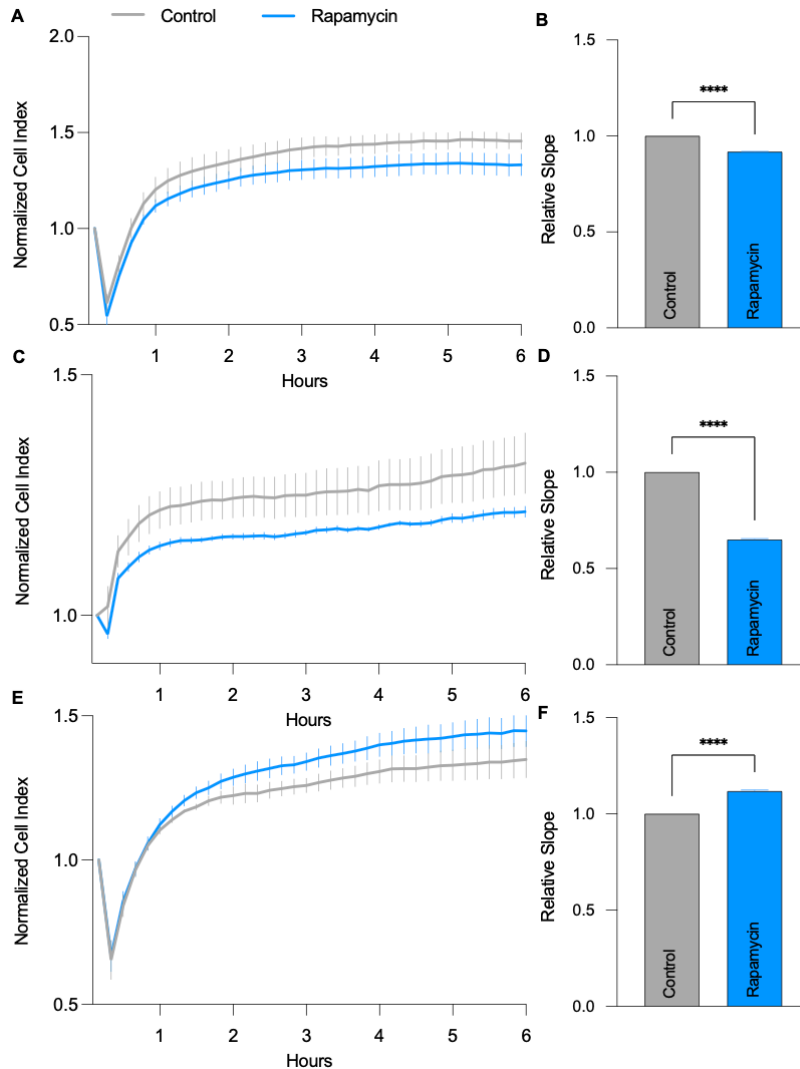 A
Control
Rapamycin
2.0
1.5
1.0
0.5
Normalized Cell Index
1 2 3 4 5 6
Hours
B
1.5
1.0
0.5
0.0
Relative Slope
****
Control
Rapamycin
C
1.5
1.0
Normalized Cell Index
1 2 3 4 5 6
Hours
D
1.5
1.0
0.5
0.0
Relative Slope
****
Control
Rapamycin
E
1.5
1.0
0.5
Normalized Cell Index
1 2 3 4 5 6
Hours
F
1.5
1.0
0.5
0.0
Relative Slope
****
Control
Rapamycin